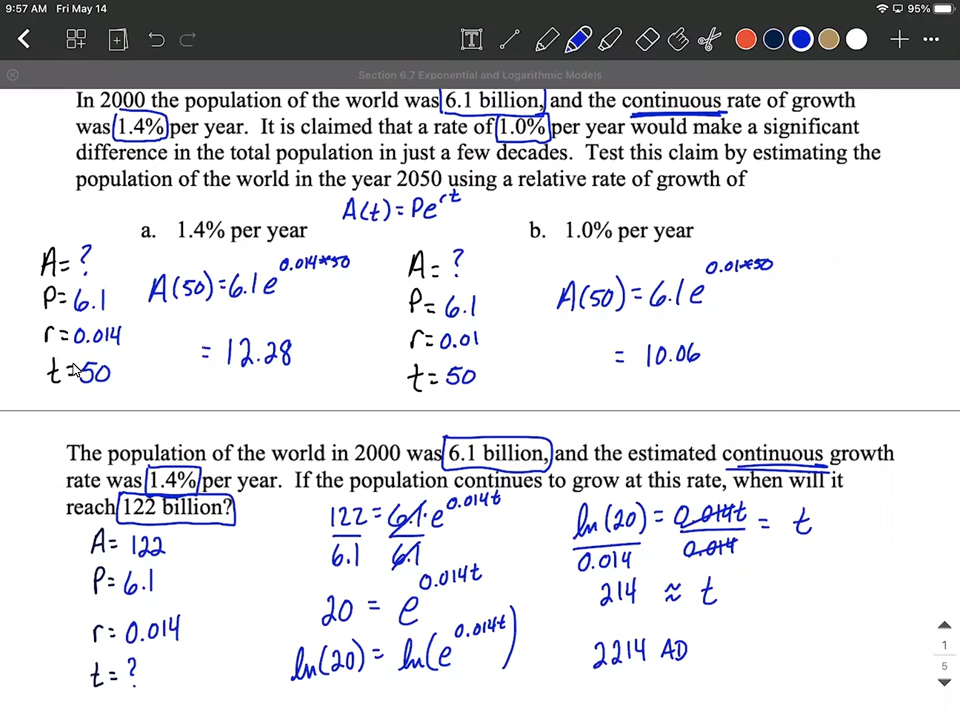 9:57 AM Fri May 14
95%
Section 6.7 Exponential and Logarithmic Models
In 2000 the population of the world was 6.1 billion, and the continuous rate of growth
was 1.4% per year. It is claimed that a rate of 1.0% per year would make a significant
difference in the total population in just a few decades. Test this claim by estimating the
population of the world in the year 2050 using a relative rate of growth of
A(t) = Pe^rt
a. 1.4% per year
b. 1.0% per year
A = ?
P = 6.1
r = 0.014
t = 50
A(50) = 6.1e^0.014*50
= 12.28
A = ?
P = 6.1
r = 0.01
t = 50
A(50) = 6.1e^0.01*50
= 10.06
The population of the world in 2000 was 6.1 billion, and the estimated continuous growth
rate was 1.4% per year. If the population continues to grow at this rate, when will it
reach 122 billion?
A = 122
P = 6.1
r = 0.014
t = ?
122 = 6.1·e^0.014t
6.1 6.1
20 = e^0.014t
ln(20) = ln(e^0.014t)
ln(20) = 0.014t = t
0.014 0.014
214 ≈ t
2214 AD
1
5